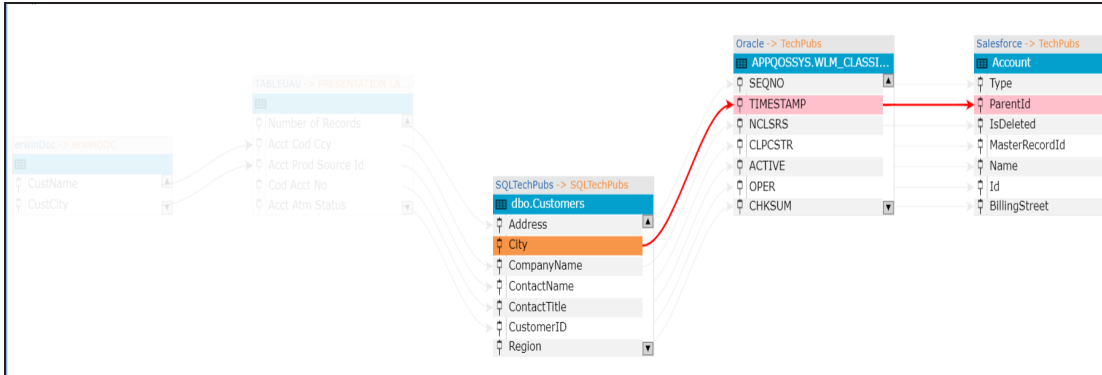 erwinDoc -> erwinDOC
CustName
CustCity
TABLEUAU -> PRESENTATION LA...
Number of Records
Acct Cod Ccy
Acct Prod Source Id
Cod Acct No
Acct Atm Status
SQLTechPubs -> SQLTechPubs
dbo.Customers
Address
City
CompanyName
ContactName
ContactTitle
CustomerID
Region
Oracle -> TechPubs
APPQOSSYS.WLM_CLASSI...
SEQNO
TIMESTAMP
NCLSRS
CLPCSTR
ACTIVE
OPER
CHKSUM
Salesforce -> TechPubs
Account
Type
ParentId
IsDeleted
MasterRecordId
Name
Id
BillingStreet